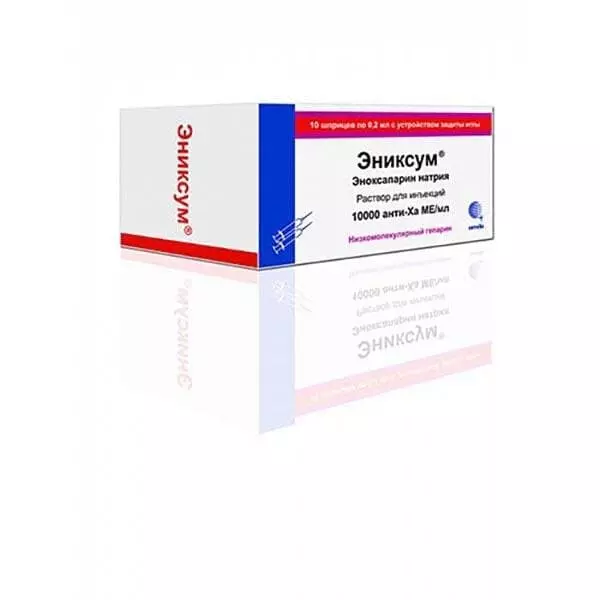 Эниксум®
10 шприцев по 0,2 мл с устройством защиты иглы
Эниксум®
Эноксапарин натрия
Раствор для инъекций
10000 анти-Ха МЕ/мл
Низкомолекулярный гепарин